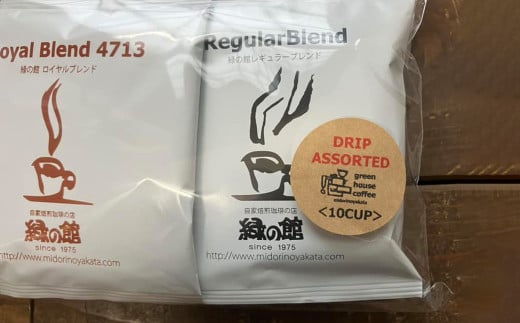 oyal Blend 4713
緑の館 ロイヤルブレンド
自家焙煎珈琲の店
緑の館
since 1975
http://www.midorinoyakata.com/
RegularBlend
緑の館レギュラーブレンド
自家焙煎珈琲の店
緑の館
since 1975
http://www.midorinoyakata.com/
DRIP
ASSORTED
green
house
coffee
midorinoyakata
<10CUP>